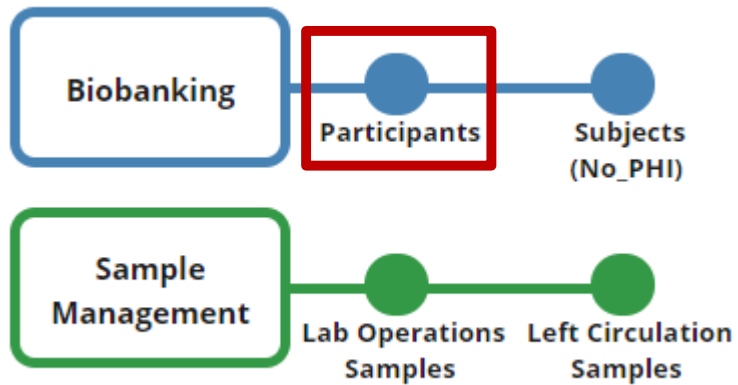 Biobanking
Participants
Subjects
(No_PHI)
Sample
Management
Lab Operations
Samples
Left Circulation
Samples